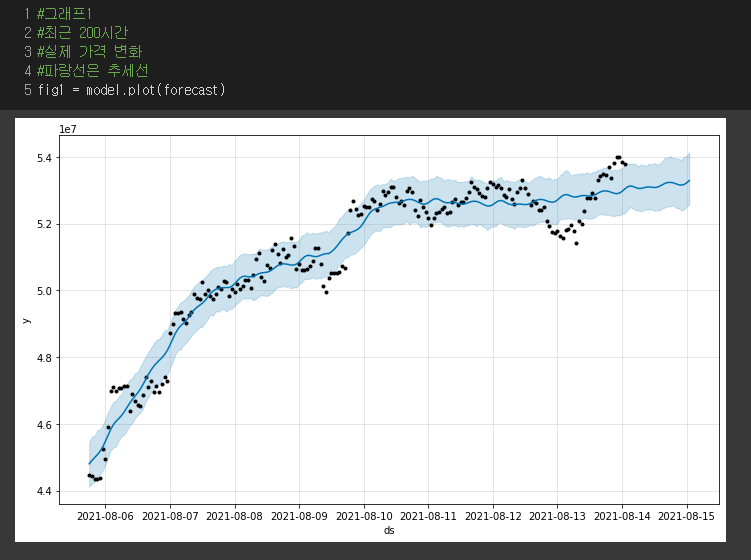 1 #그래프1
2 #최근 200시간
3 #실제 가격 변화
4 #파랑선은 추세선
5 fig1 = model.plot(forecast)
1e7
5.4
5.2
5.0
4.8
4.6
4.4
y
2021-08-06 2021-08-07 2021-08-08 2021-08-09 2021-08-10 2021-08-11 2021-08-12 2021-08-13 2021-08-14 2021-08-15
ds